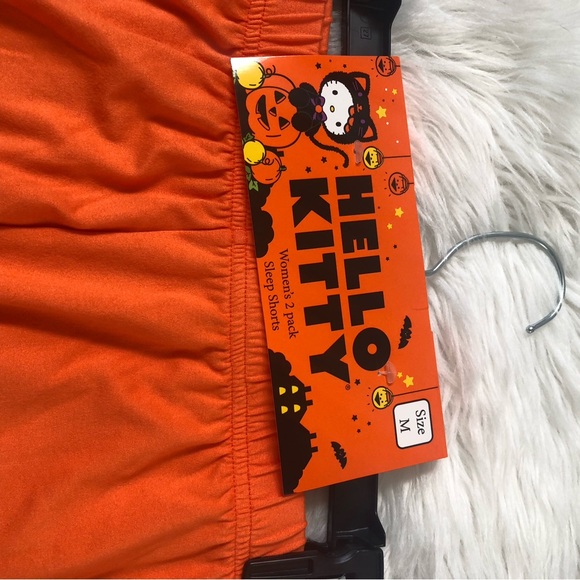 HELLO
KITTY®
Women's 2 pack
Sleep Shorts
Size
M